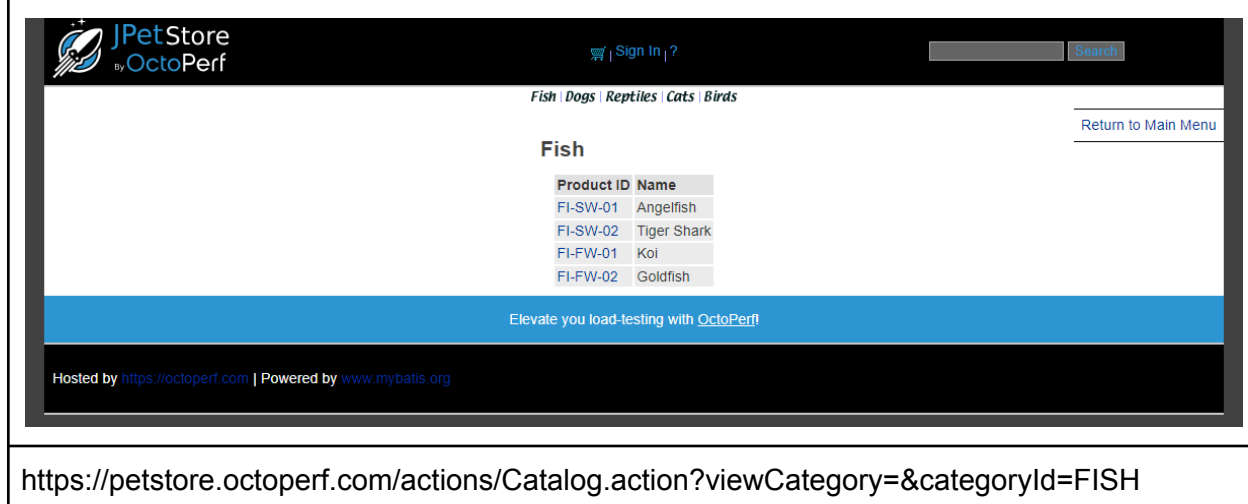 JPetStore
By OctoPerf
| Sign In | ?
Search
Fish | Dogs | Reptiles | Cats | Birds
Return to Main Menu
Fish
Product ID Name
FI-SW-01 Angelfish
FI-SW-02 Tiger Shark
FI-FW-01 Koi
FI-FW-02 Goldfish
Elevate you load-testing with OctoPerf!
Hosted by https://octoperf.com | Powered by www.mybatis.org
https://petstore.octoperf.com/actions/Catalog.action?viewCategory=&categoryId=FISH